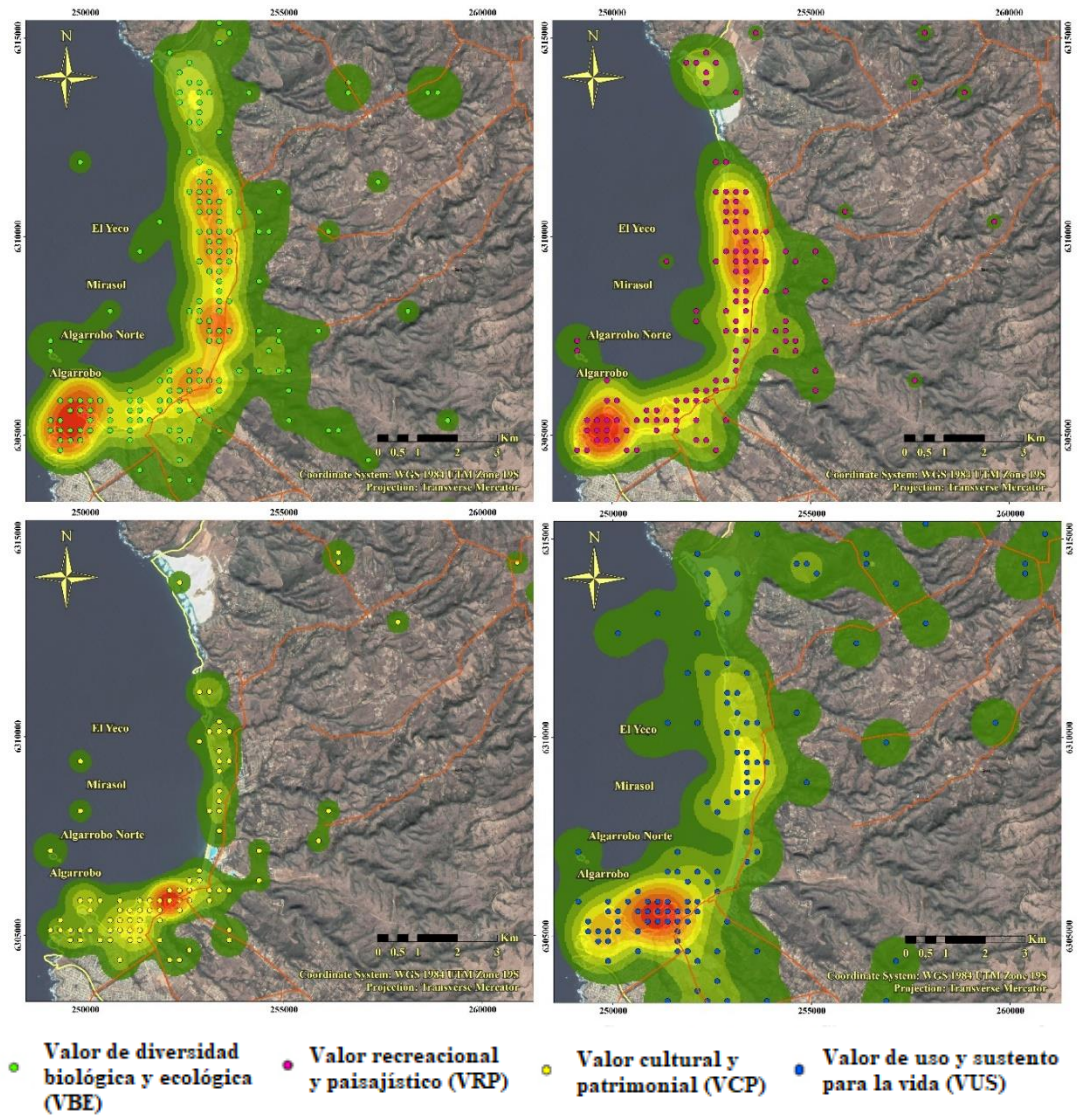 250000 255000 260000
250000 255000 260000
6315000
6315000
N
N
El Yeco
6310000
El Yeco
6310000
Mirasol
Mirasol
Algarrobo Norte
Algarrobo Norte
Algarrobo
Algarrobo
6305000
6305000
Km
Km
0 0,5 1 2 3
0 0,5 1 2 3
Coordinate System: WGS 1984 UTM Zone 19S
Projection: Transverse Mercator
Coordinate System: WGS 1984 UTM Zone 19S
Projection: Transverse Mercator
250000 255000 260000
250000 255000 260000
6315000
6315000
N
N
El Yeco
6310000
El Yeco
6310000
Mirasol
Mirasol
Algarrobo Norte
Algarrobo Norte
Algarrobo
Algarrobo
6305000
6305000
Km
Km
0 0,5 1 2 3
0 0,5 1 2 3
Coordinate System: WGS 1984 UTM Zone 19S
Projection: Transverse Mercator
Coordinate System: WGS 1984 UTM Zone 19S
Projection: Transverse Mercator
Valor de diversidad
biológica y ecológica
(VBE)
Valor recreacional
y paisajístico (VRP)
Valor cultural y
patrimonial (VCP)
Valor de uso y sustento
para la vida (VUS)